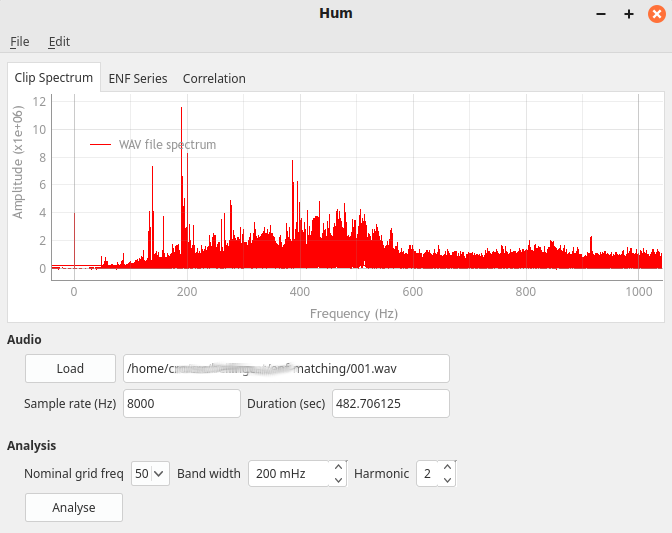 Hum
File Edit
Clip Spectrum ENF Series Correlation
Amplitude (x1e+06)
12
10
8
6
4
2
0
WAV file spectrum
0 200 400 600 800 1000
Frequency (Hz)
Audio
Load /home/c matching/001.wav
Sample rate (Hz) 8000 Duration (sec) 482.706125
Analysis
Nominal grid freq 50 Band width 200 mHz Harmonic 2
Analyse